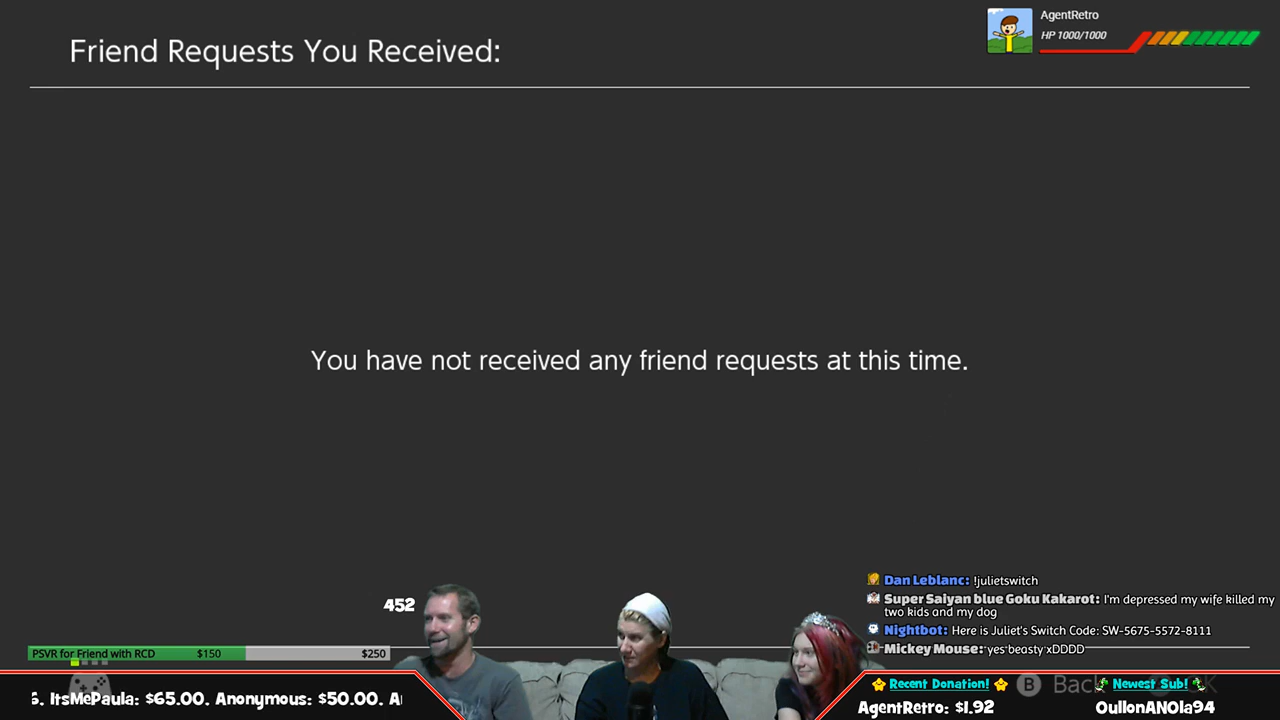 Friend Requests You Received:
AgentRetro
HP 1000/1000
You have not received any friend requests at this time.
452
Dan Leblanc: !julietswitch
Super Saiyan blue Goku Kakarot: I'm depressed my wife killed my
two kids and my dog
Nightbot: Here is Juliet's Switch Code: SW-5675-5572-8111
Mickey Mouse: yes beasty xDDDD
PSVR for Friend with RCD $150 $250
ItsMePaula: $65.00. Anonymous: $50.00.
Recent Donation!
AgentRetro: $1.92
B Back
Newest Sub!
OullonANOla94